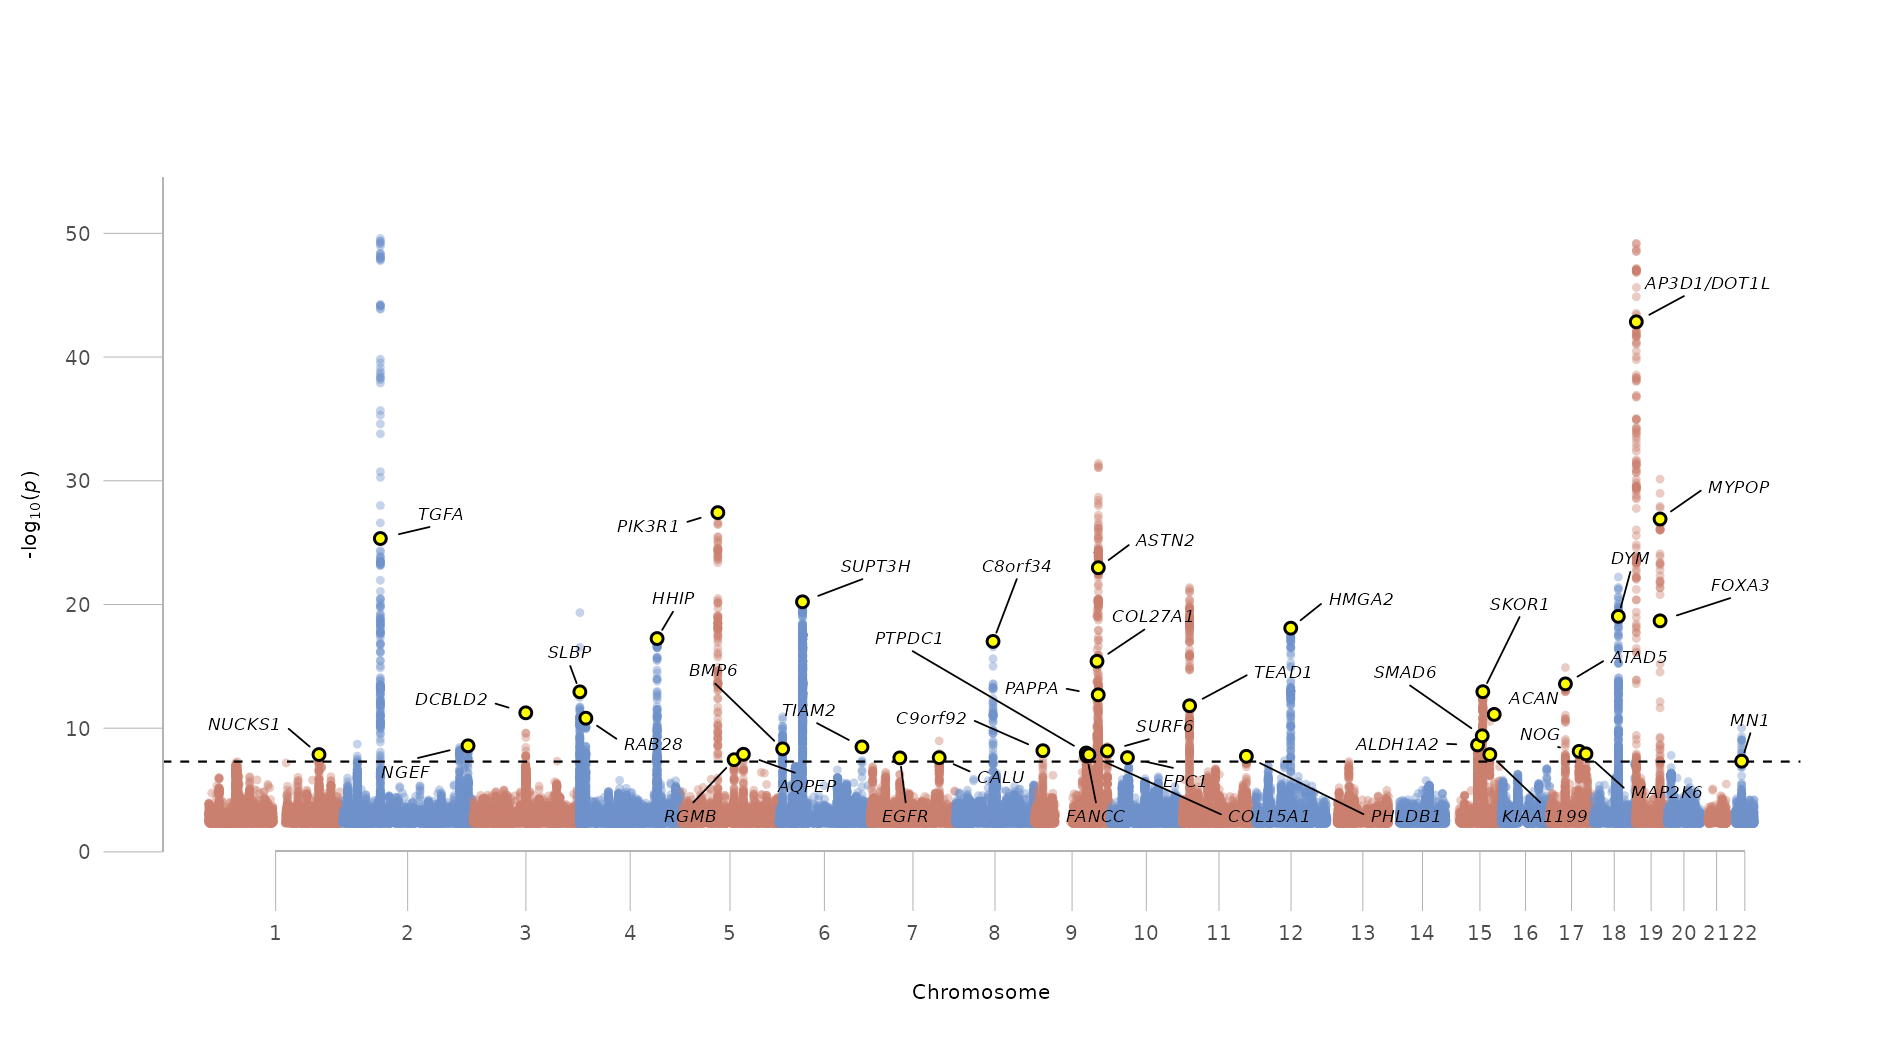 50
AP3D1/DOT1L
40
30
MYPOP
TGFA
PIK3R1
ASTN2
DYM
SUPT3H
C8orf34
FOXA3
20
HHIP
HMGA2
SKOR1
COL27A1
PTPDC1
SLBP
ATAD5
BMP6
TEAD1
SMAD6
PAPPA
DCBLD2
ACAN
TIAM2
C9orf92
NUCKS1
MN1
SURF6
NOG
10
RAB28
ALDH1A2
NGEF
CALU
EPC1
AQPEP
MAP2K6
RGMB
EGFR
FANCC
COL15A1
PHLDB1
KIAA1199
0
-log10(p)
1 2 3 4 5 6 7 8 9 10 11 12 13 14 15 16 17 18 19 20 21 22
Chromosome